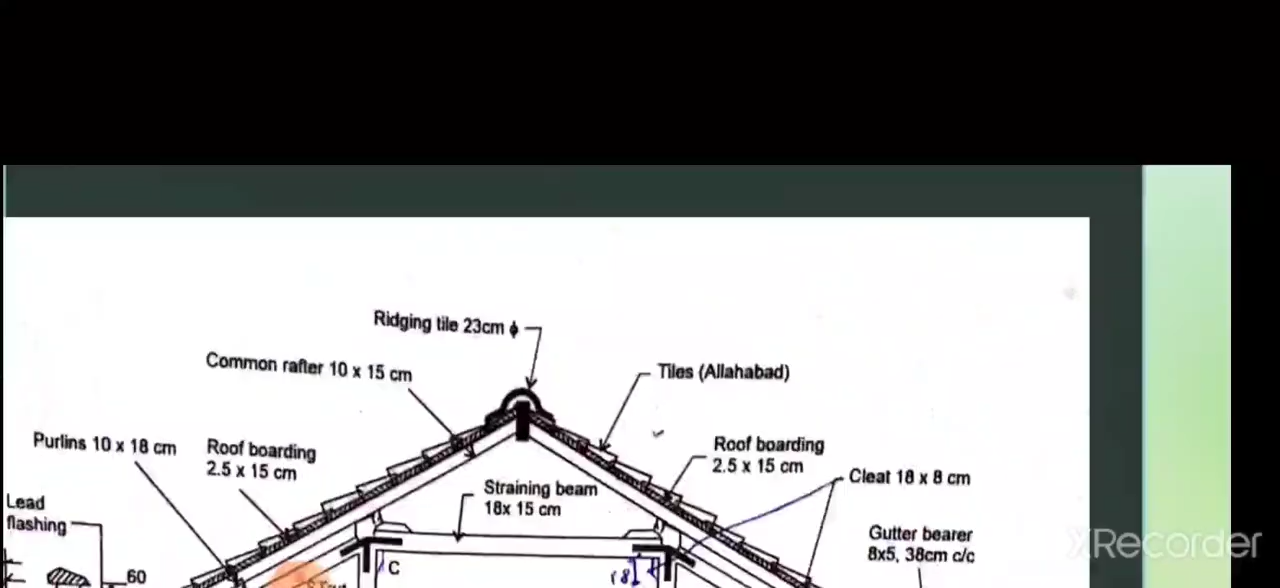 Ridging tile 23cm ϕ
Common rafter 10 x 15 cm
Tiles (Allahabad)
Purlins 10 x 18 cm
Roof boarding
2.5 x 15 cm
Roof boarding
2.5 x 15 cm
Cleat 18 x 8 cm
Lead
flashing
Straining beam
18x 15 cm
Gutter bearer
8x5, 38cm c/c
XRecorder
60
C
18